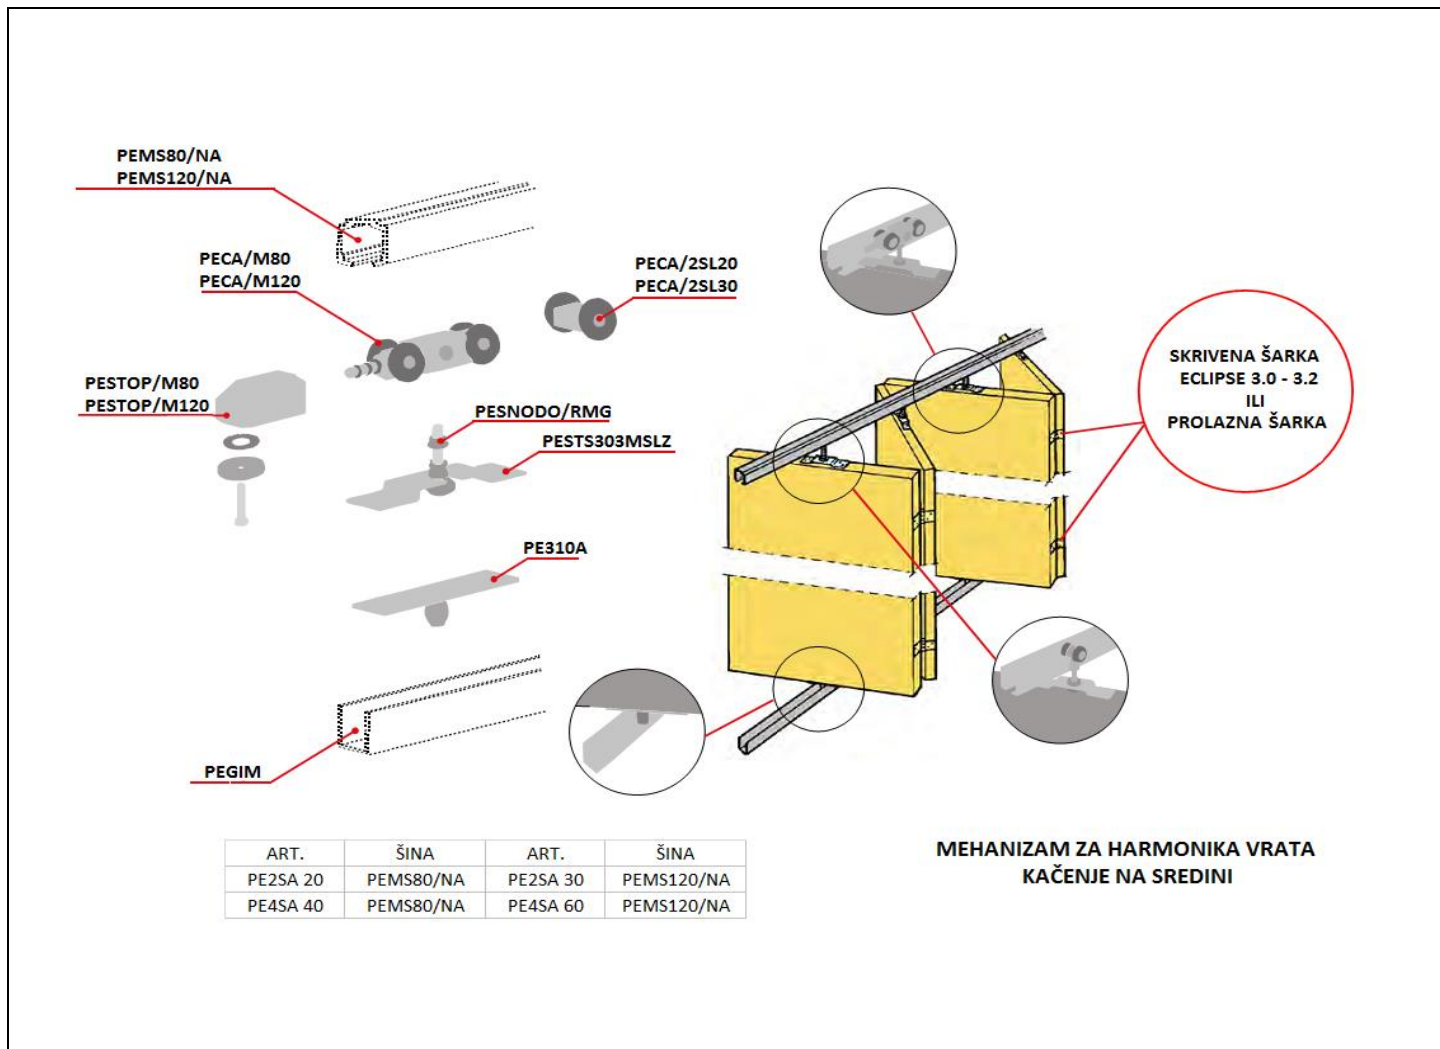 PEMS80/NA
PEMS120/NA
PECA/M80
PECA/M120
PECA/2SL20
PECA/2SL30
PESTOP/M80
PESTOP/M120
PESNODO/RMG
PESTS303MSLZ
PE310A
PEGIM
SKRIVENA ŠARKA
ECLIPSE 3.0 - 3.2
ILI
PROLAZNA ŠARKA
ART. ŠINA ART. ŠINA
PE2SA 20 PEMS80/NA PE2SA 30 PEMS120/NA
PE4SA 40 PEMS80/NA PE4SA 60 PEMS120/NA
MEHANIZAM ZA HARMONIKA VRATA
KAČENJE NA SREDINI